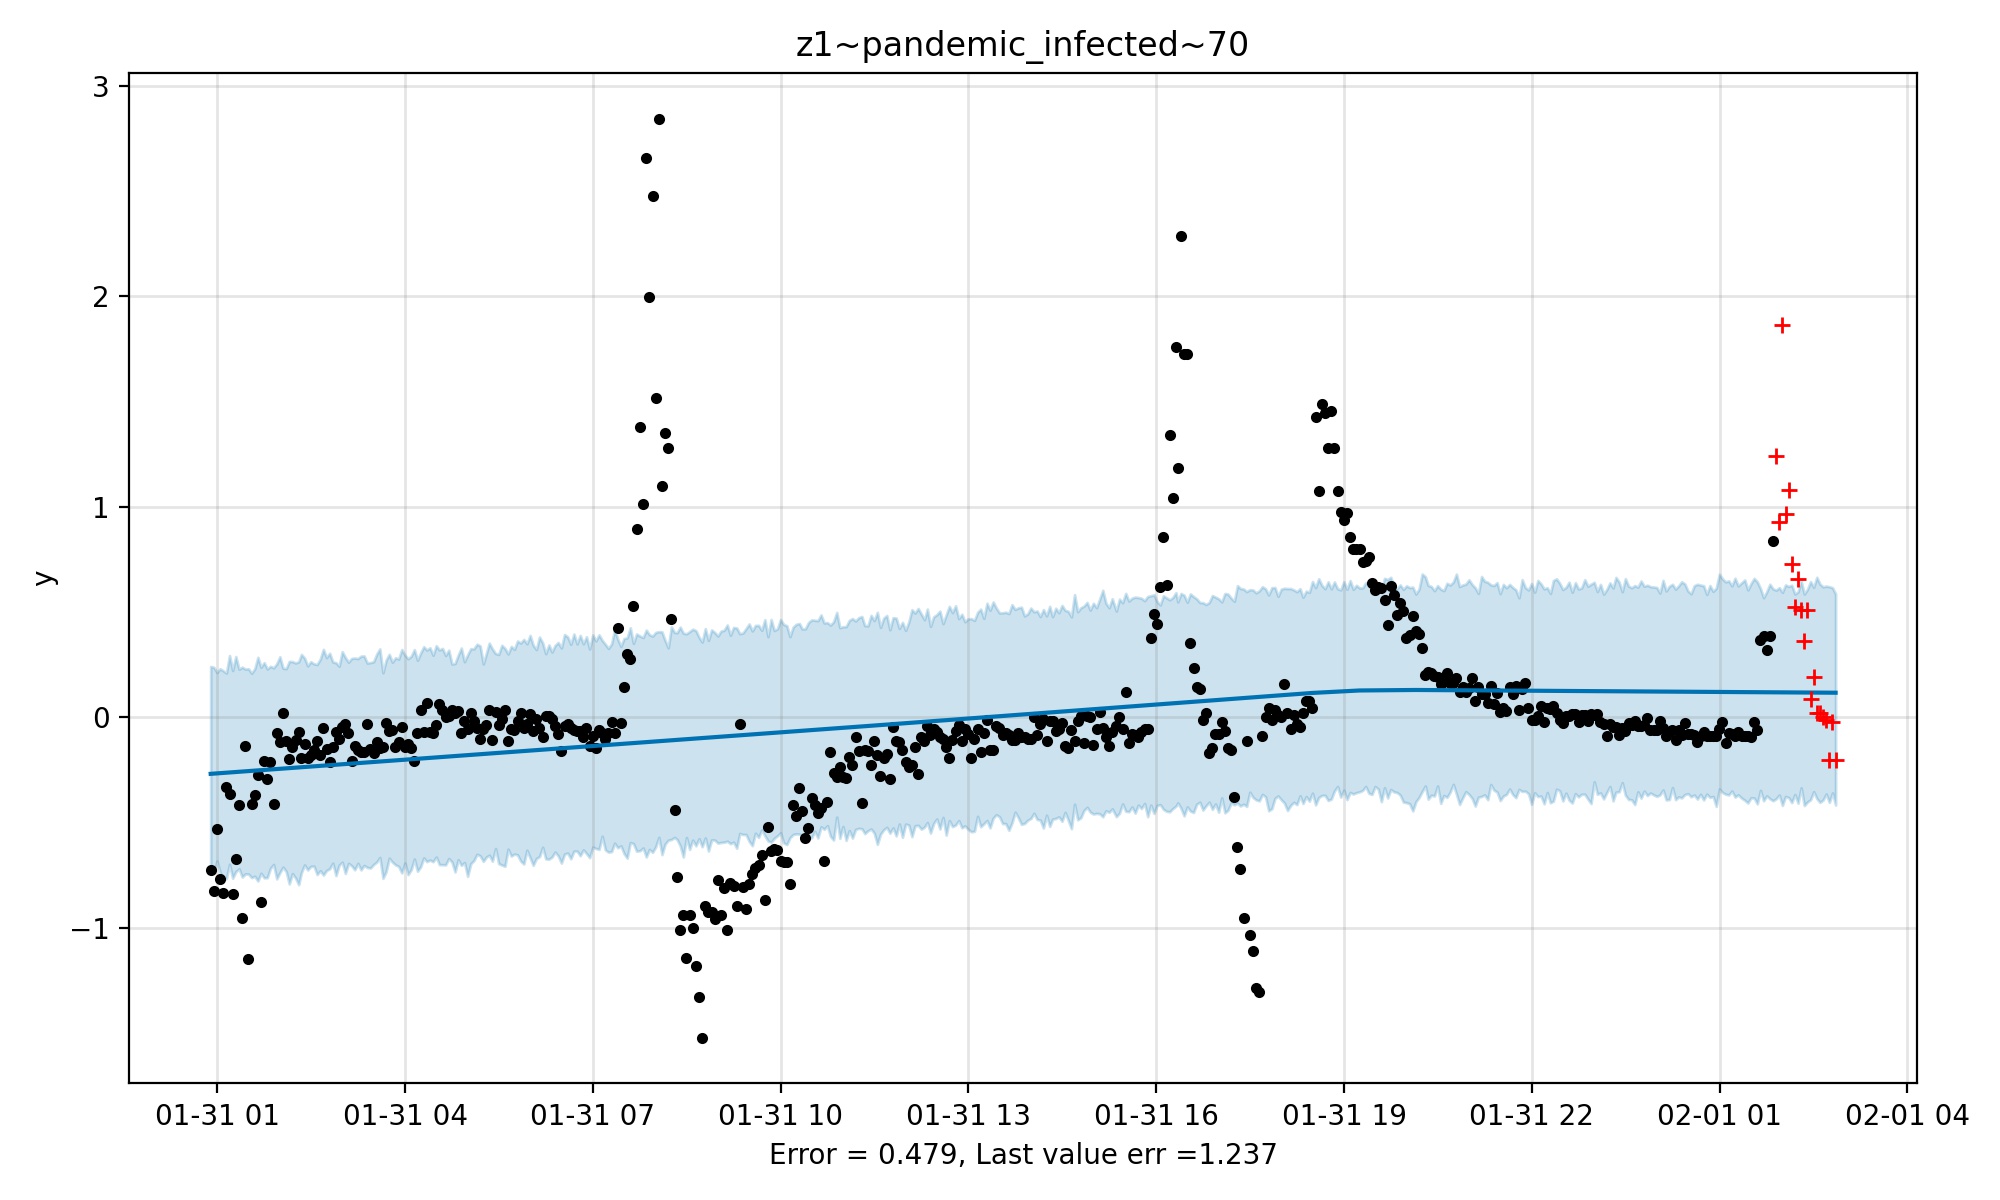 z1~pandemic_infected~70
3
2
1
0
−1
y
01-31 01 01-31 04 01-31 07 01-31 10 01-31 13 01-31 16 01-31 19 01-31 22 02-01 01 02-01 04
Error = 0.479, Last value err =1.237